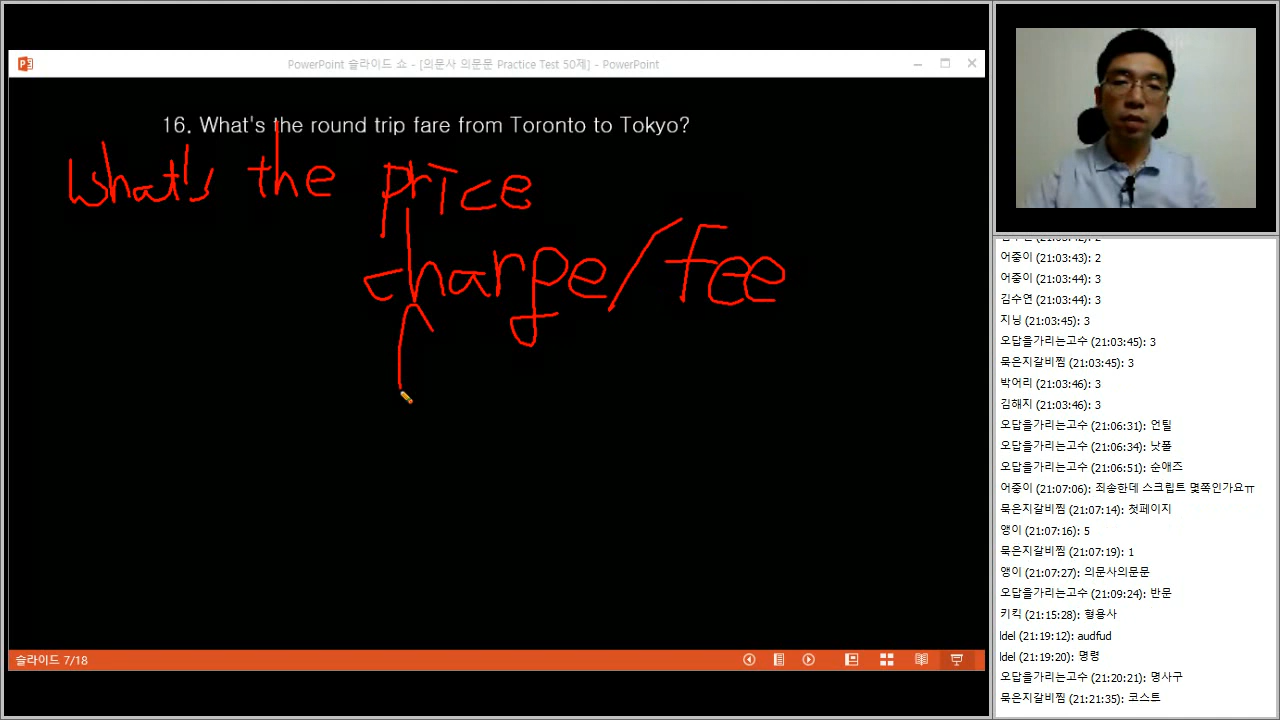 PowerPoint 슬라이드 쇼 - [의문사 의문문 Practice Test 50제] - PowerPoint
16. What's the round trip fare from Toronto to Tokyo?
What's the price
charge/fee
슬라이드 7/18
어중이 (21:03:43): 2
어중이 (21:03:44): 3
김수연 (21:03:44): 3
지닝 (21:03:45): 3
오답을가리는고수 (21:03:45): 3
묵은지갈비찜 (21:03:45): 3
박어리 (21:03:46): 3
김해지 (21:03:46): 3
오답을가리는고수 (21:06:31): 언틸
오답을가리는고수 (21:06:34): 낫폴
오답을가리는고수 (21:06:51): 순애즈
어중이 (21:07:06): 죄송한데 스크립트 몇쪽인가요ㅠ
묵은지갈비찜 (21:07:14): 첫페이지
앵이 (21:07:16): 5
묵은지갈비찜 (21:07:19): 1
앵이 (21:07:27): 의문사의문문
오답을가리는고수 (21:09:24): 반문
키킥 (21:15:28): 형용사
ldel (21:19:12): audfud
ldel (21:19:20): 명령
오답을가리는고수 (21:20:21): 명사구
묵은지갈비찜 (21:21:35): 코스트